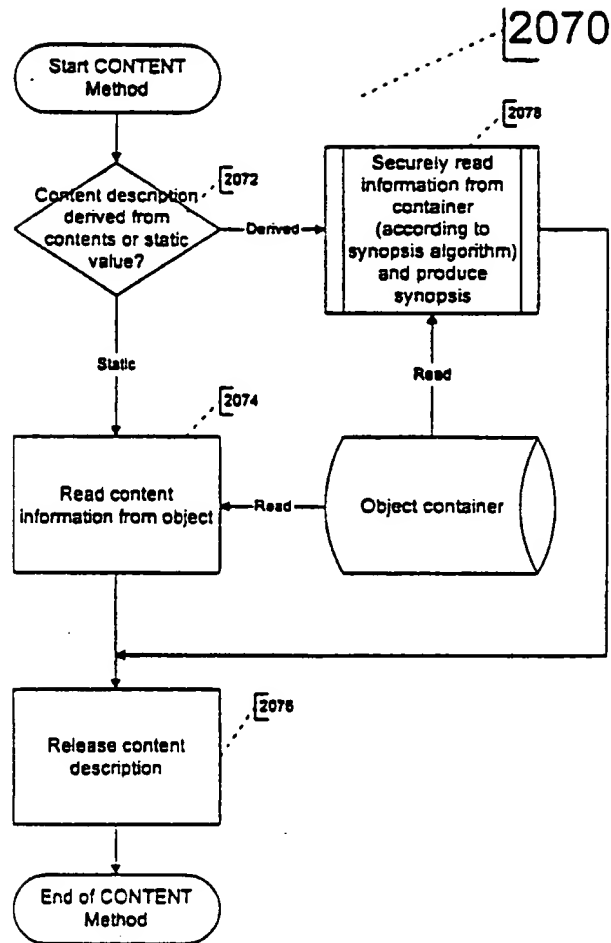 2070
Start CONTENT
Method
2078
2072
Content description
derived from
contents or static
value?
Derived
Securely read
information from
container
(according to
synopsis algorithm)
and produce
synopsis
Static
Read
2074
Read content
information from object
Read
Object container
2076
Release content
description
End of CONTENT
Method